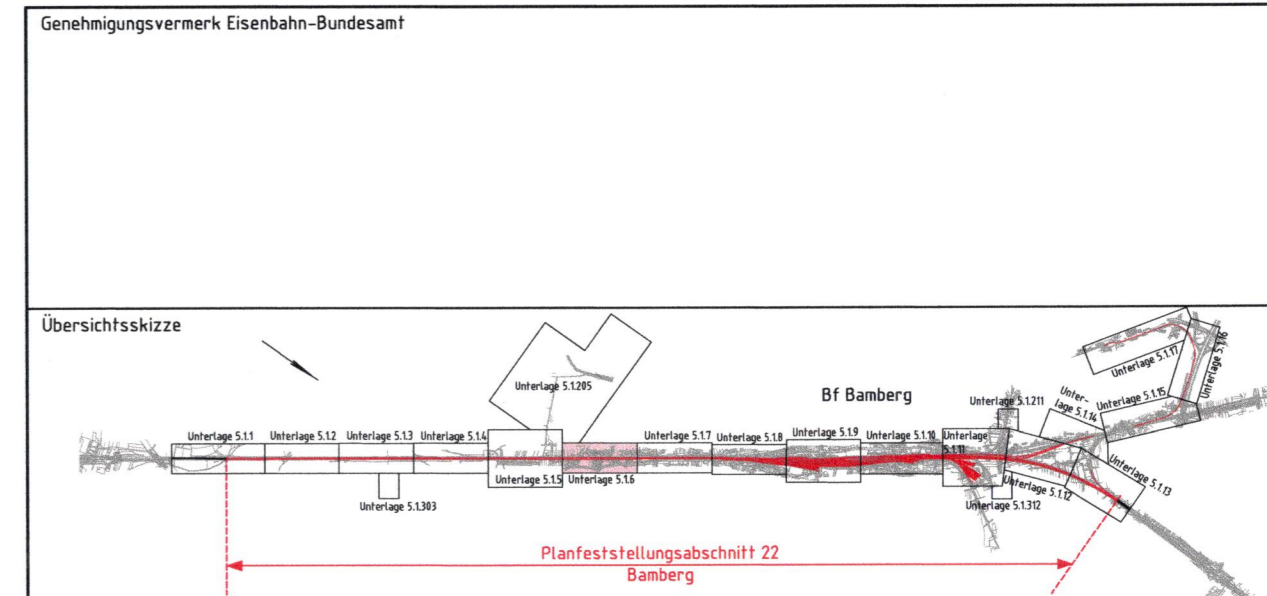 Genehmigungsvermerk Eisenbahn-Bundesamt
Übersichtsskizze
Unterlage 5.1.205
Bf Bamberg
Unterlage 5.1.1
Unterlage 5.1.2
Unterlage 5.1.3
Unterlage 5.1.4
Unterlage 5.1.5
Unterlage 5.1.6
Unterlage 5.1.7
Unterlage 5.1.8
Unterlage 5.1.9
Unterlage 5.1.10
Unterlage
5.1.11
Unterlage 5.1.211
Unter-
lage 5.1.14
Unterlage 5.1.15
Unterlage 5.1.16
Unterlage 5.1.17
Unterlage 5.1.12
Unterlage 5.1.13
Unterlage 5.1.303
Unterlage 5.1.312
Planfeststellungsabschnitt 22
Bamberg